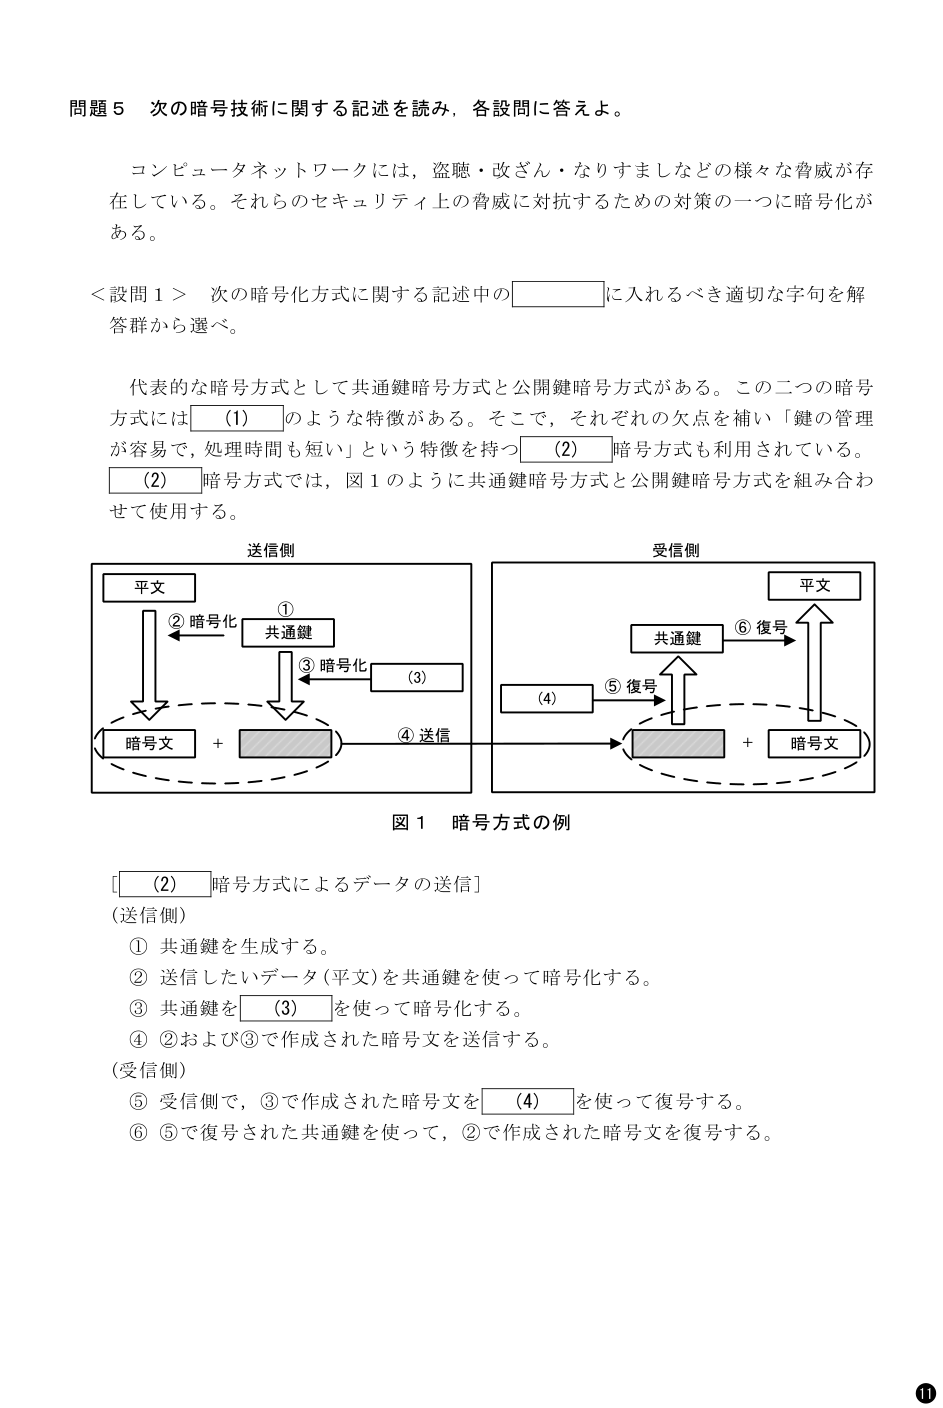 問題５　次の暗号技術に関する記述を読み，各設問に答えよ。
コンピュータネットワークには，盗聴・改ざん・なりすましなどの様々な脅威が存
在している。それらのセキュリティ上の脅威に対抗するための対策の一つに暗号化が
ある。
＜設問１＞　次の暗号化方式に関する記述中の　　　　に入れるべき適切な字句を解
答群から選べ。
代表的な暗号方式として共通鍵暗号方式と公開鍵暗号方式がある。この二つの暗号
方式には (1) のような特徴がある。そこで，それぞれの欠点を補い「鍵の管理
が容易で，処理時間も短い」という特徴を持つ (2) 暗号方式も利用されている。
(2) 暗号方式では，図１のように共通鍵暗号方式と公開鍵暗号方式を組み合わ
せて使用する。
送信側
平文
② 暗号化
①
共通鍵
③ 暗号化
(3)
暗号文
+
④ 送信
受信側
平文
共通鍵
⑥ 復号
(4)
⑤ 復号
+
暗号文
図１　暗号方式の例
[ (2) 暗号方式によるデータの送信]
(送信側)
① 共通鍵を生成する。
② 送信したいデータ(平文)を共通鍵を使って暗号化する。
③ 共通鍵を (3) を使って暗号化する。
④ ②および③で作成された暗号文を送信する。
(受信側)
⑤ 受信側で，③で作成された暗号文を (4) を使って復号する。
⑥ ⑤で復号された共通鍵を使って，②で作成された暗号文を復号する。
11